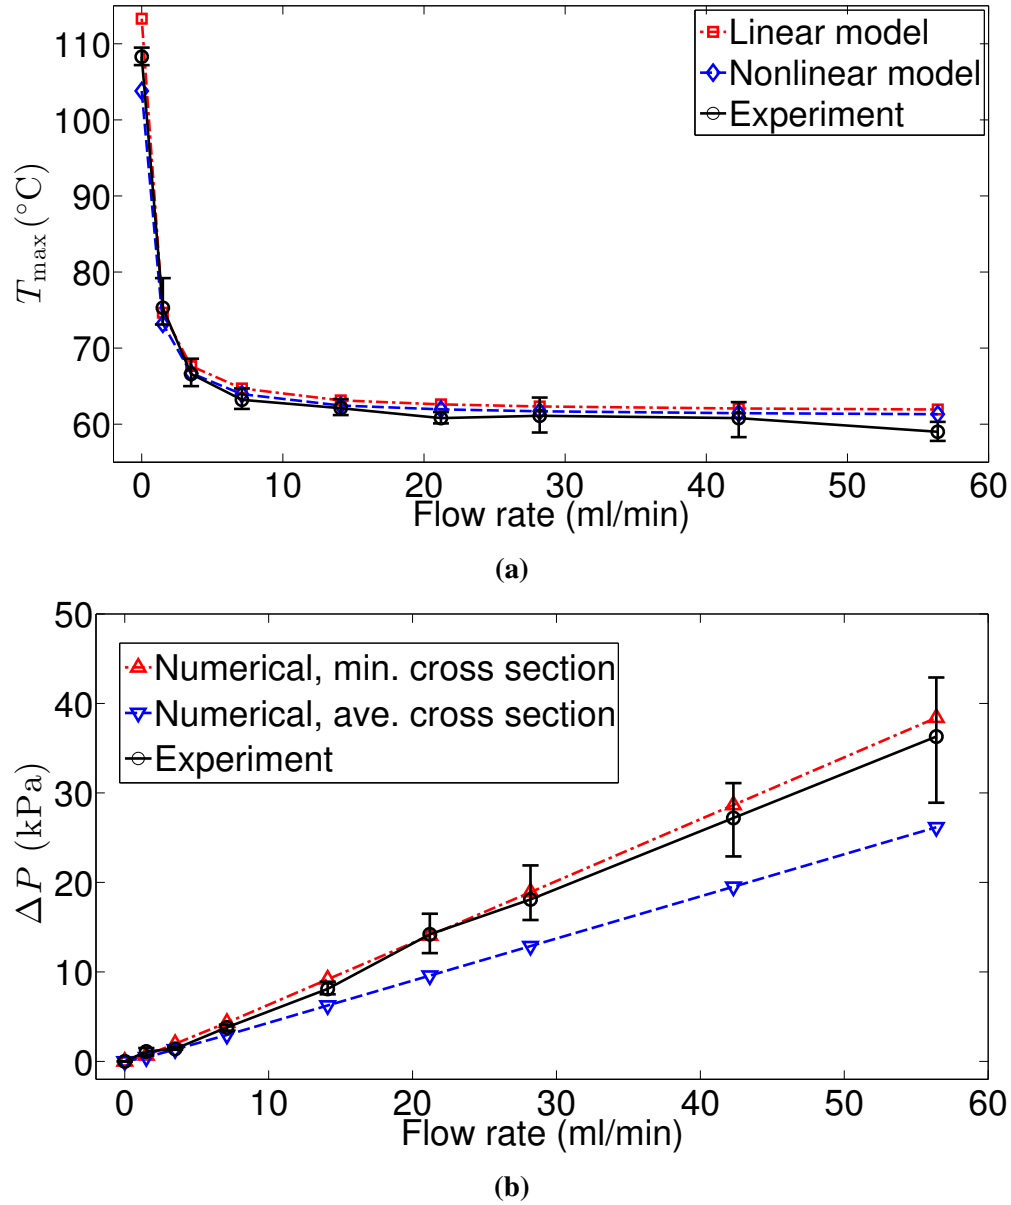 110
100
90
80
70
60
T_max (°C)
Linear model
Nonlinear model
Experiment
0 10 20 30 40 50 60
Flow rate (ml/min)
(a)
50
40
30
20
10
0
ΔP (kPa)
Numerical, min. cross section
Numerical, ave. cross section
Experiment
0 10 20 30 40 50 60
Flow rate (ml/min)
(b)